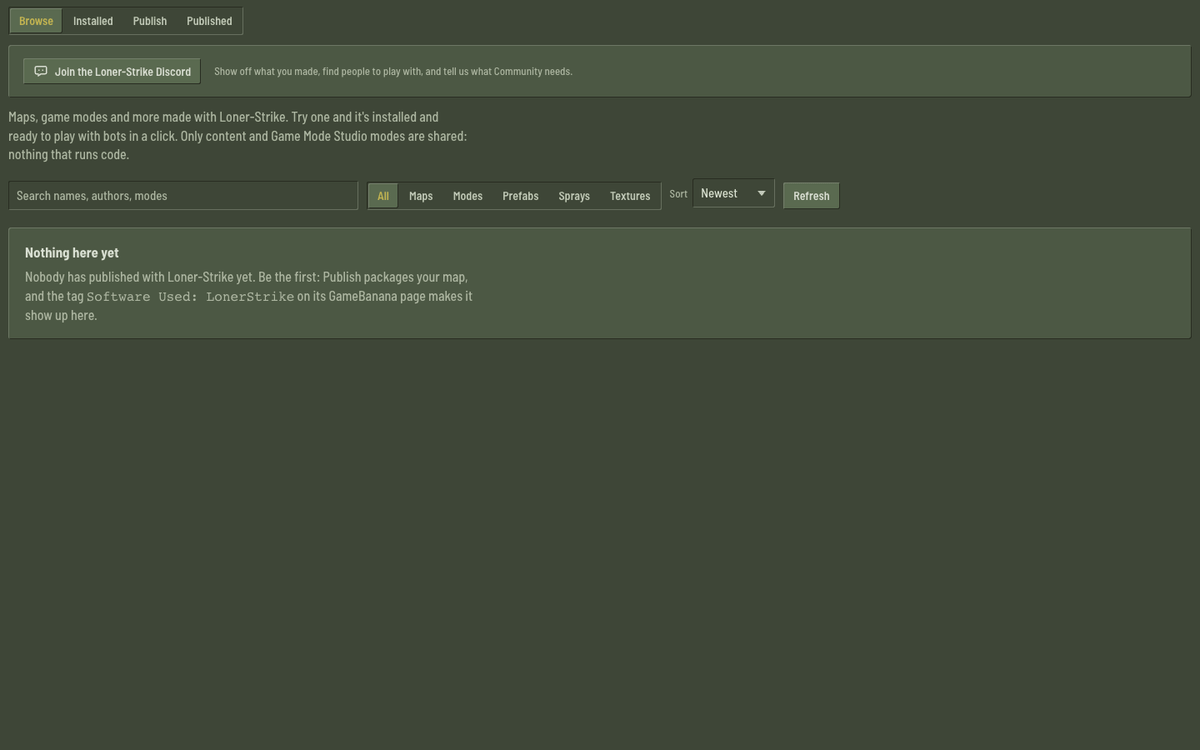 Browse Installed Publish Published
Join the Loner-Strike Discord Show off what you made, find people to play with, and tell us what Community needs.
Maps, game modes and more made with Loner-Strike. Try one and it's installed and
ready to play with bots in a click. Only content and Game Mode Studio modes are shared:
nothing that runs code.
Search names, authors, modes All Maps Modes Prefabs Sprays Textures Sort Newest Refresh
Nothing here yet
Nobody has published with Loner-Strike yet. Be the first: Publish packages your map,
and the tag Software Used: LonerStrike on its GameBanana page makes it
show up here.